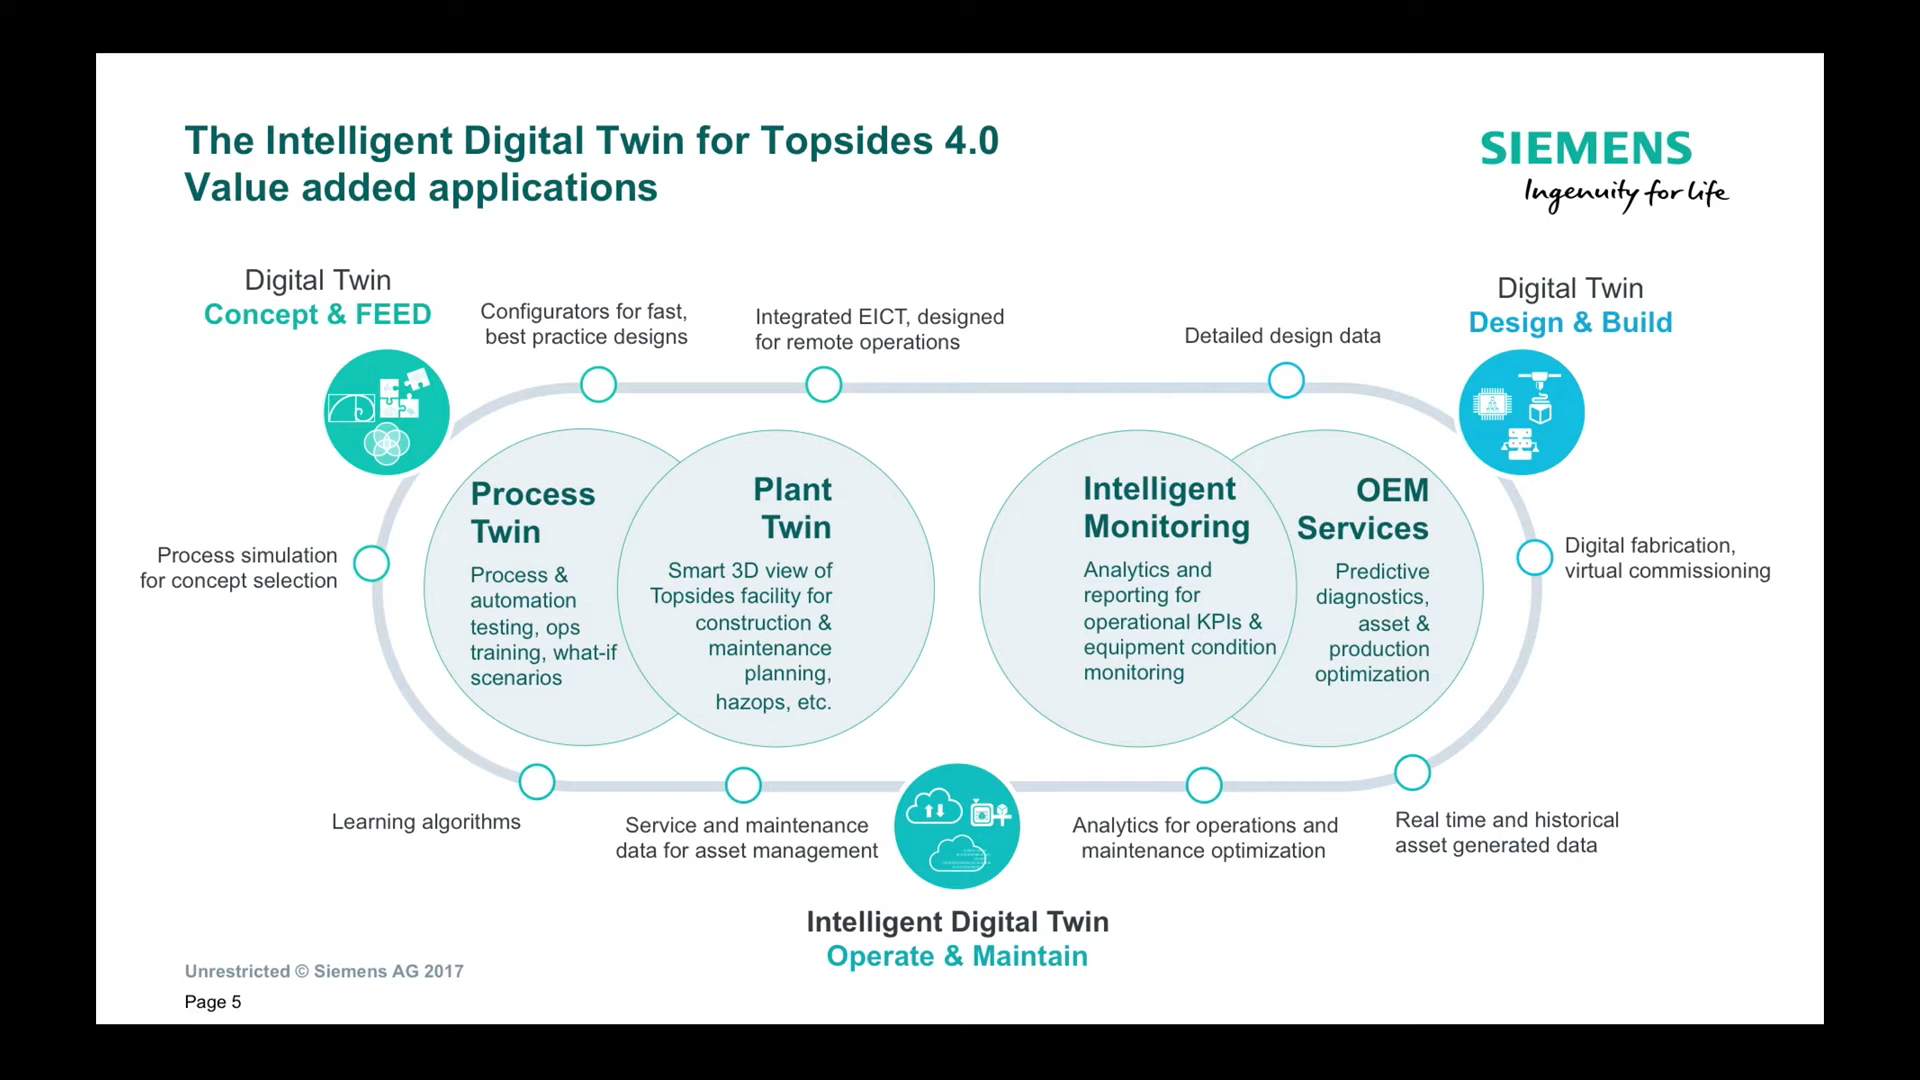 The Intelligent Digital Twin for Topsides 4.0
Value added applications
SIEMENS
Ingenuity for life
Digital Twin
Concept & FEED
Configurators for fast,
best practice designs
Integrated EICT, designed
for remote operations
Detailed design data
Digital Twin
Design & Build
Process simulation
for concept selection
Process
Twin
Process &
automation
testing, ops
training, what-if
scenarios
Plant
Twin
Smart 3D view of
Topsides facility for
construction &
maintenance
planning,
hazops, etc.
Intelligent
Monitoring
Analytics and
reporting for
operational KPIs &
equipment condition
monitoring
OEM
Services
Predictive
diagnostics,
asset &
production
optimization
Digital fabrication,
virtual commissioning
Learning algorithms
Service and maintenance
data for asset management
Analytics for operations and
maintenance optimization
Real time and historical
asset generated data
Intelligent Digital Twin
Operate & Maintain
Unrestricted © Siemens AG 2017
Page 5